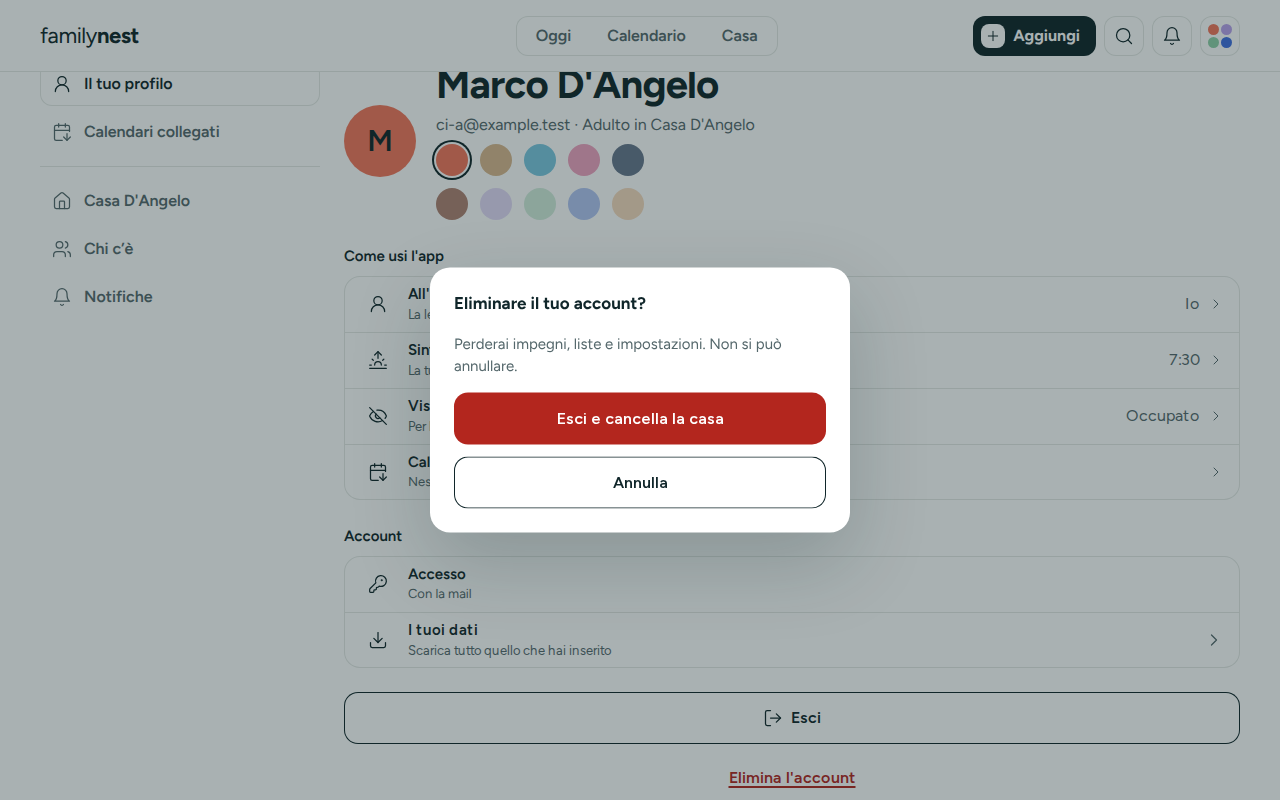 familynest
Oggi
Calendario
Casa
Aggiungi
Il tuo profilo
Calendari collegati
Casa D'Angelo
Chi c'è
Notifiche
Marco D'Angelo
M
ci-a@example.test · Adulto in Casa D'Angelo
Come usi l'app
Io
7:30
Occupato
Eliminare il tuo account?
Perderai impegni, liste e impostazioni. Non si può
annullare.
Esci e cancella la casa
Annulla
Account
Accesso
Con la mail
I tuoi dati
Scarica tutto quello che hai inserito
Esci
Elimina l'account